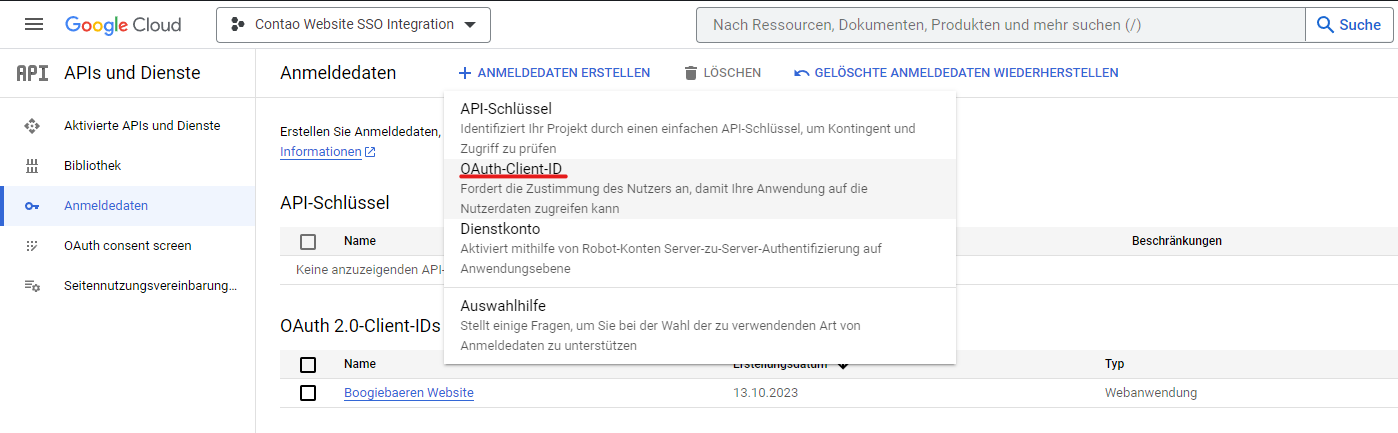 Google Cloud
Contao Website SSO Integration
Nach Ressourcen, Dokumenten, Produkten und mehr suchen (/)
Suche
API
APIs und Dienste
Anmeldedaten
ANMELDEDATEN ERSTELLEN
LÖSCHEN
GELÖSCHTE ANMELDEDATEN WIEDERHERSTELLEN
Aktivierte APIs und Dienste
Bibliothek
Anmeldedaten
OAuth consent screen
Seitennutzungsvereinbarung...
Erstellen Sie Anmeldedaten,
Informationen
API-Schlüssel
Identifiziert Ihr Projekt durch einen einfachen API-Schlüssel, um Kontingent und
Zugriff zu prüfen
OAuth-Client-ID
Fordert die Zustimmung des Nutzers an, damit Ihre Anwendung auf die
Nutzerdaten zugreifen kann
Dienstkonto
Aktiviert mithilfe von Robot-Konten Server-zu-Server-Authentifizierung auf
Anwendungsebene
Auswahlhilfe
Stellt einige Fragen, um Sie bei der Wahl der zu verwendenden Art von
Anmeldedaten zu unterstützen
API-Schlüssel
Name
Beschränkungen
Keine anzuzeigenden API-
OAuth 2.0-Client-IDs
Name
Erstellungsdatum
Typ
Boogiebaeren Website
13.10.2023
Webanwendung